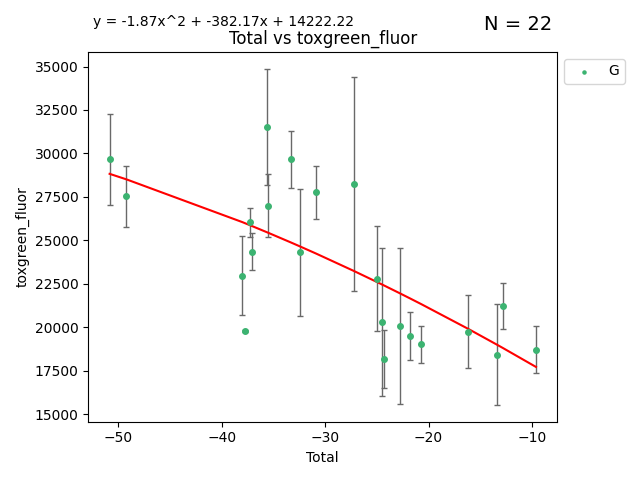 y = -1.87x^2 + -382.17x + 14222.22
N = 22
Total vs toxgreen_fluor
G
35000
32500
30000
27500
25000
22500
20000
17500
15000
toxgreen_fluor
−50
−40
−30
−20
−10
Total